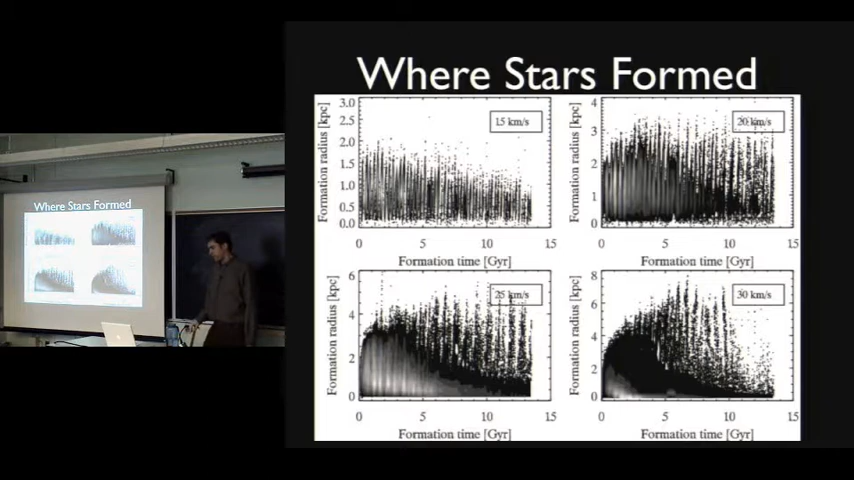 Where Stars Formed
3.0
2.5
2.0
1.5
1.0
0.5
0.0
Formation radius [kpc]
15 km/s
0 5 10 15
Formation time [Gyr]
4
3
2
1
0
Formation radius [kpc]
20 km/s
0 5 10 15
Formation time [Gyr]
6
4
2
0
Formation radius [kpc]
25 km/s
0 5 10 15
Formation time [Gyr]
8
6
4
2
0
Formation radius [kpc]
30 km/s
0 5 10 15
Formation time [Gyr]
Where Stars Formed